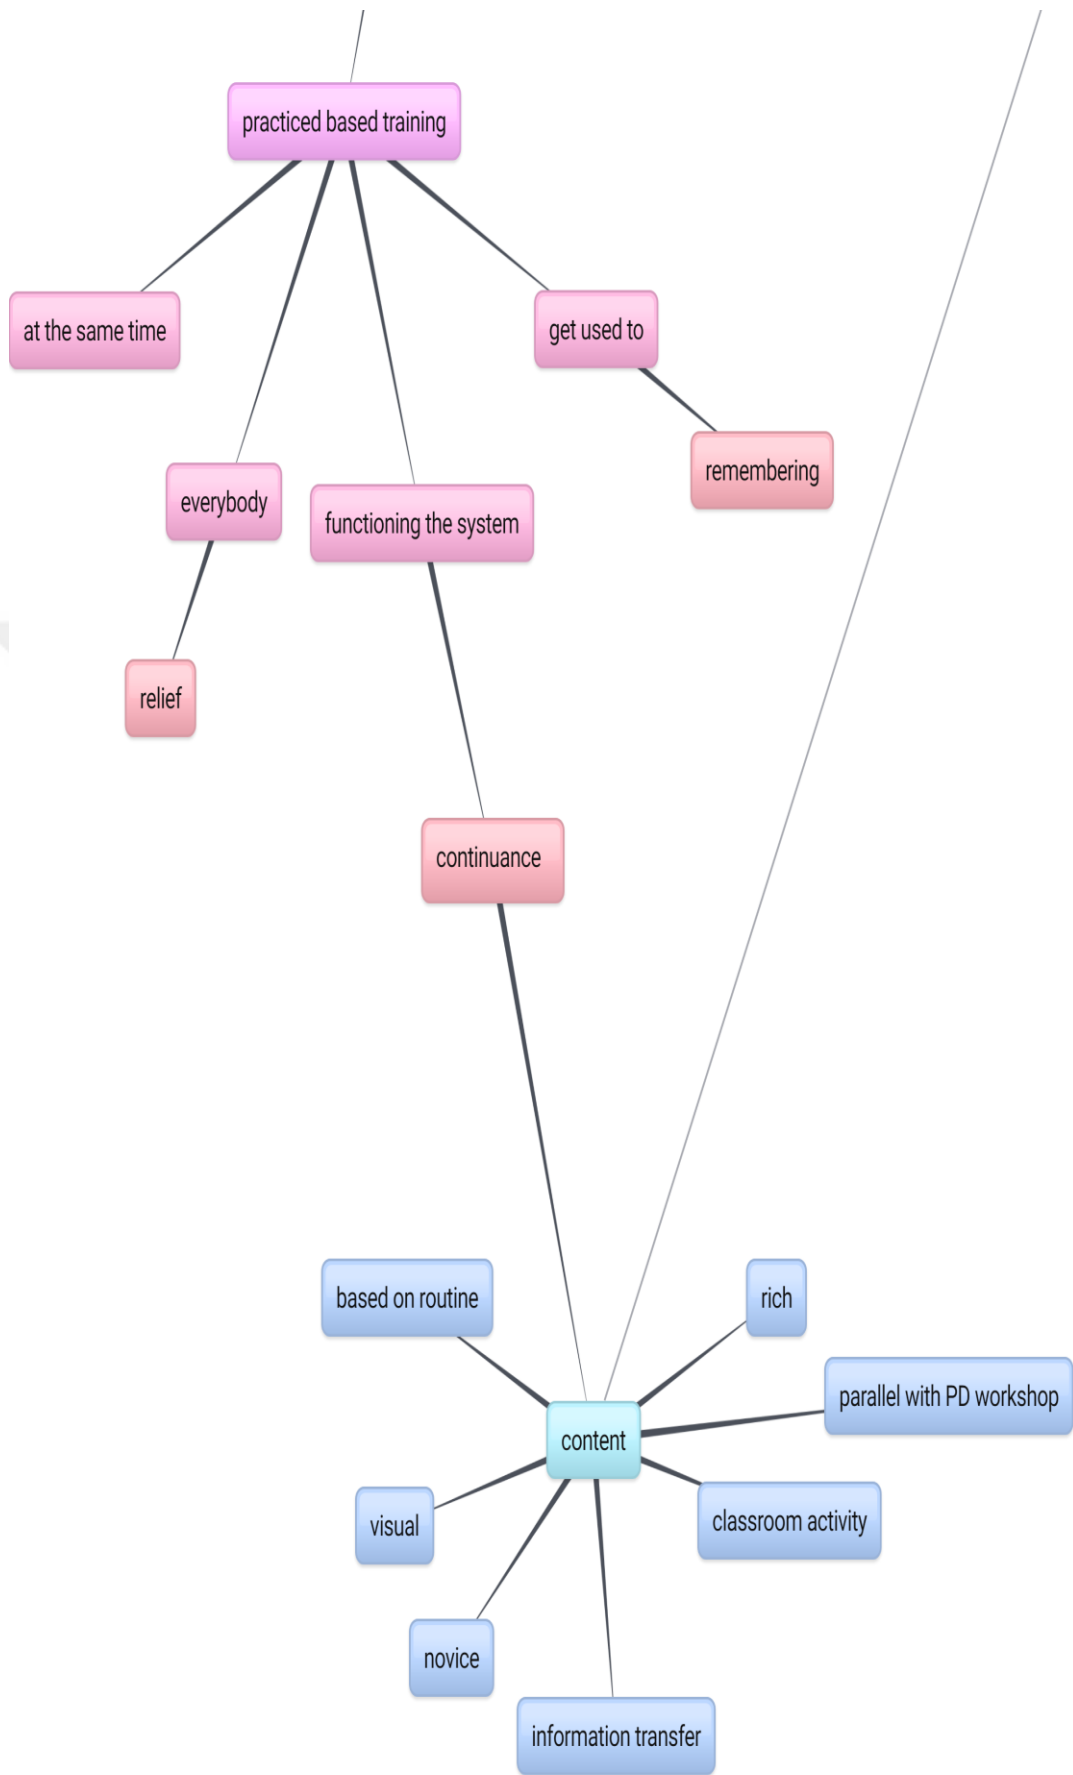 practiced based training
at the same time
get used to
remembering
everybody
functioning the system
relief
continuance
based on routine
rich
parallel with PD workshop
content
classroom activity
visual
novice
information transfer